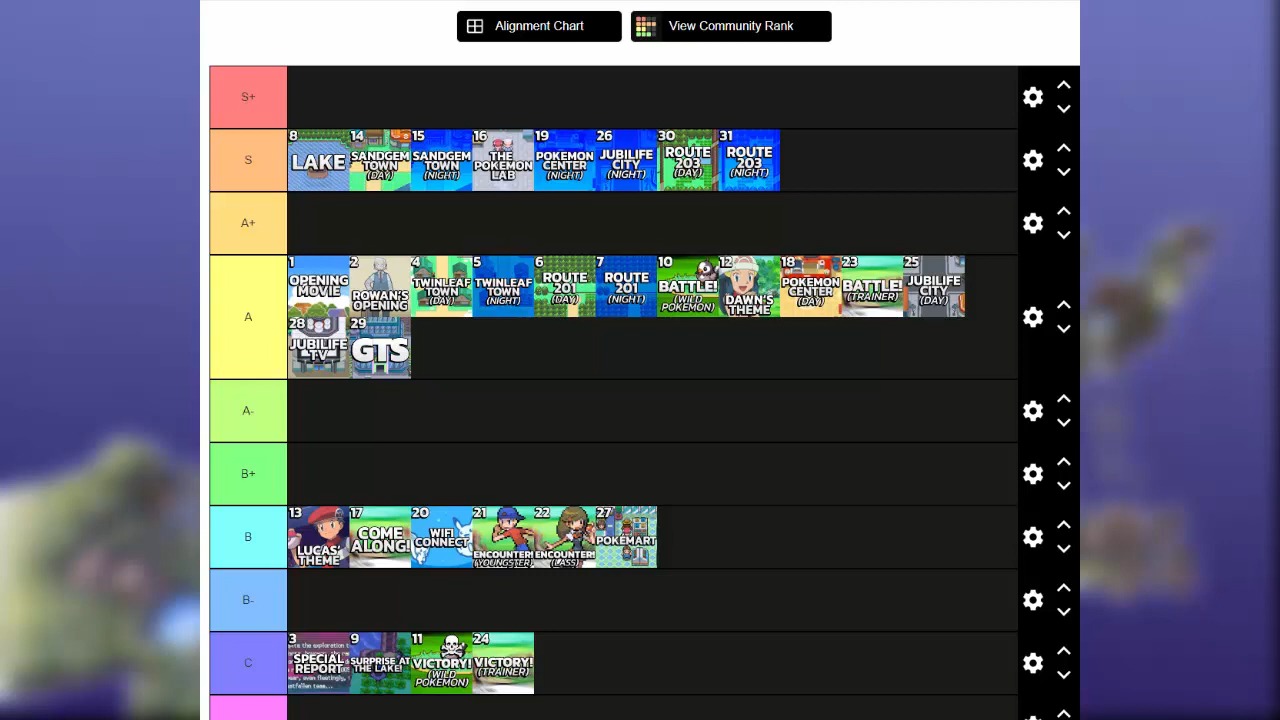 Alignment Chart
View Community Rank
S+
S
8
LAKE
14
SANDGEM
TOWN
(DAY)
15
SANDGEM
TOWN
(NIGHT)
16
THE
POKEMON
LAB
19
POKEMON
CENTER
(NIGHT)
26
JUBILIFE
CITY
(NIGHT)
30
ROUTE
203
(DAY)
31
ROUTE
203
(NIGHT)
A+
A
1
OPENING
MOVIE
2
ROWAN'S
OPENING
4
TWINLEAF
TOWN
(DAY)
5
TWINLEAF
TOWN
(NIGHT)
6
ROUTE
201
(DAY)
7
ROUTE
201
(NIGHT)
10
BATTLE!
(WILD
POKEMON)
12
DAWN'S
THEME
18
POKEMON
CENTER
(DAY)
23
BATTLE!
(TRAINER)
25
JUBILIFE
CITY
(DAY)
28
JUBILIFE
TV
29
GTS
A-
B+
B
13
LUCAS'
THEME
17
COME
ALONG!
20
WIFI
CONNECT
21
ENCOUNTER!
(YOUNGSTER)
22
ENCOUNTER!
(LASS)
27
POKEMART
B-
C
3
SPECIAL
REPORT
9
SURPRISE AT
THE LAKE!
11
VICTORY!
(WILD
POKEMON)
24
VICTORY!
(TRAINER)